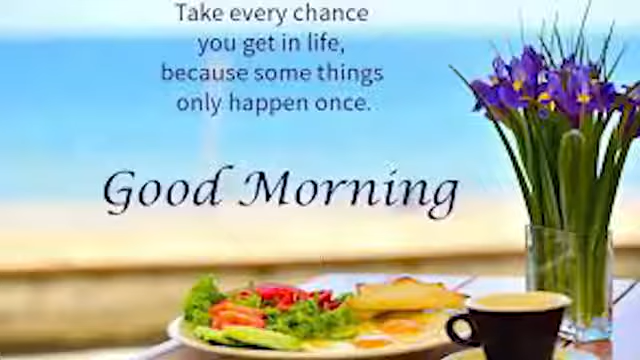 Take every chance
you get in life,
because some things
only happen once.
Good Morning